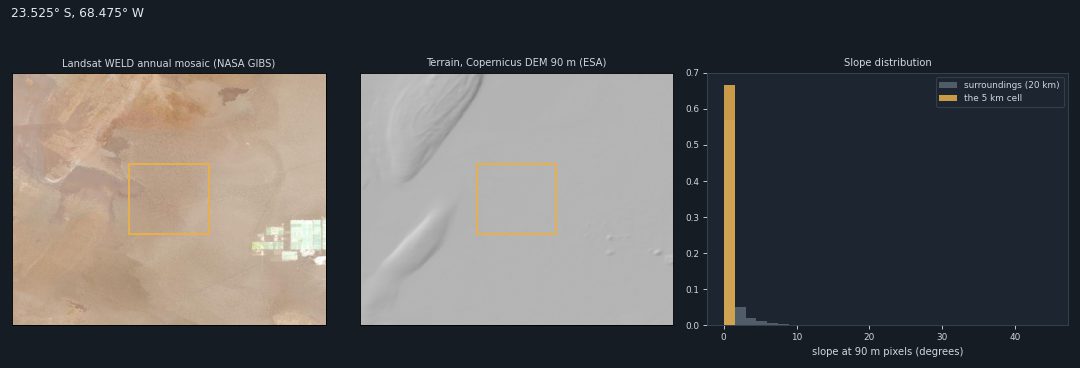 23.525° S, 68.475° W
Landsat WELD annual mosaic (NASA GIBS)
Terrain, Copernicus DEM 90 m (ESA)
Slope distribution
surroundings (20 km)
the 5 km cell
0.7
0.6
0.5
0.4
0.3
0.2
0.1
0.0
0
10
20
30
40
slope at 90 m pixels (degrees)